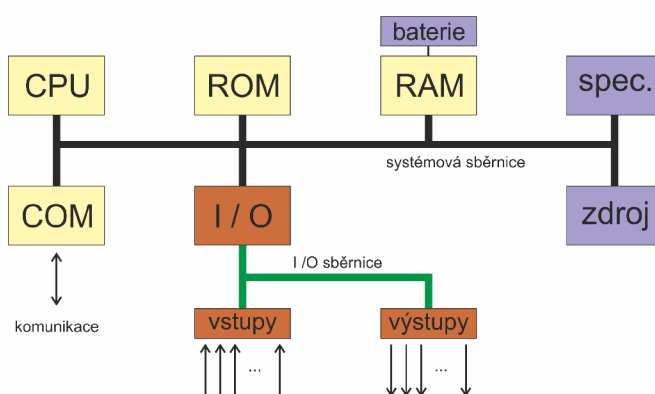 baterie
CPU
ROM
RAM
spec.
systémová sběrnice
COM
I / O
zdroj
I /O sběrnice
komunikace
vstupy
výstupy
...
...